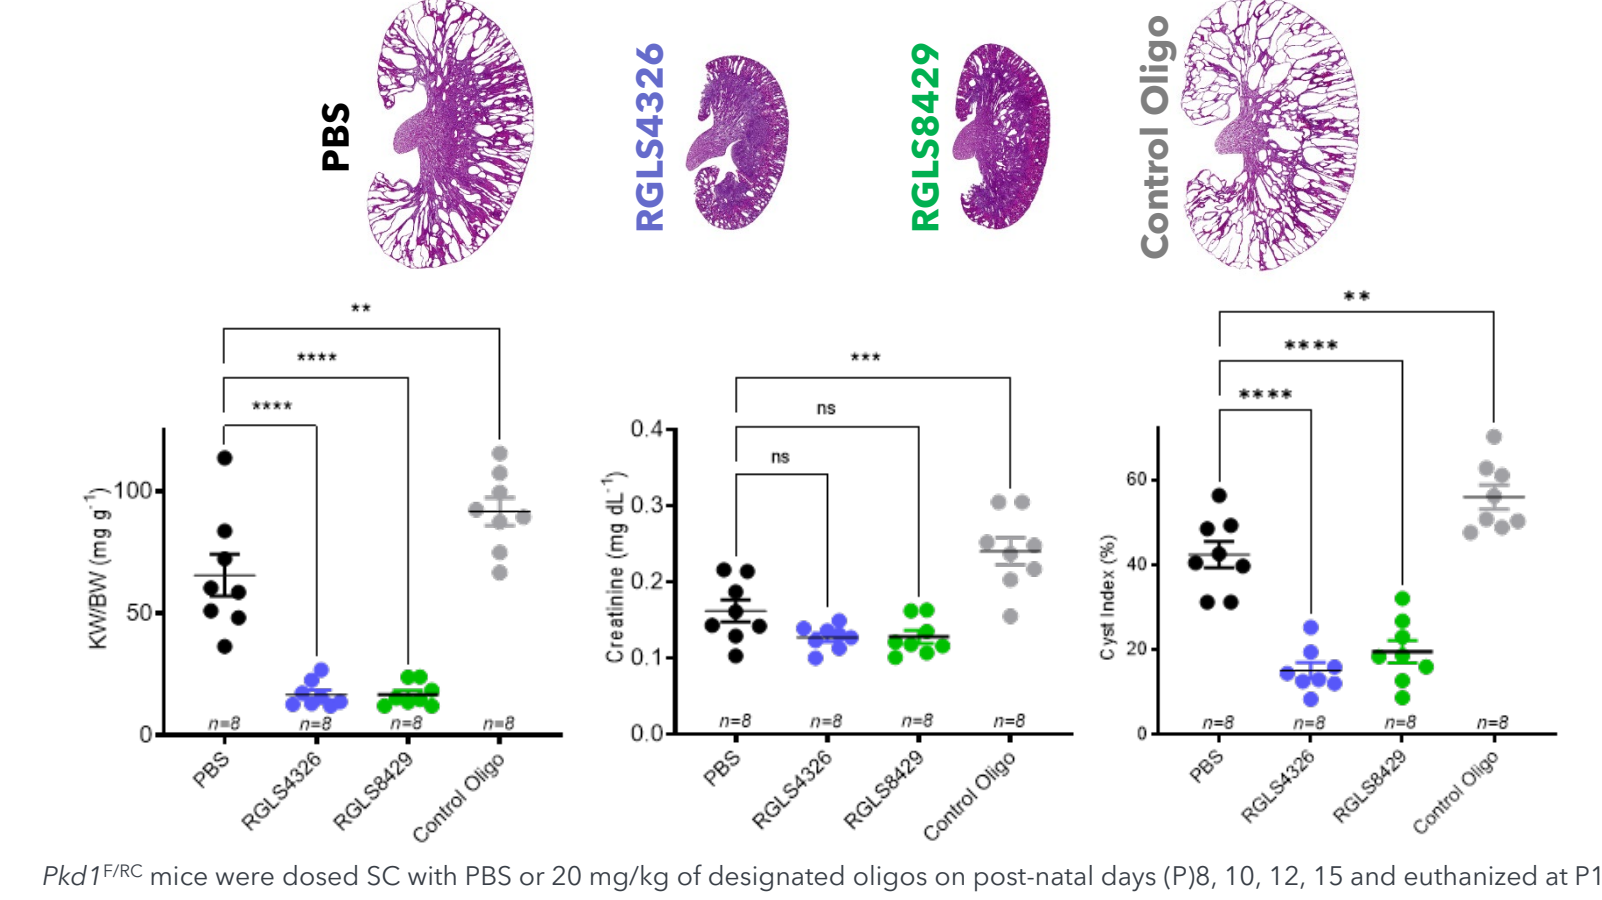 PBS
RGLS4326
RGLS8429
Control Oligo
**
****
****
KW/BW (mg g-1)
100
50
0
n=8
n=8
n=8
n=8
PBS
RGLS4326
RGLS8429
Control Oligo
***
ns
ns
Creatinine (mg dL-1)
0.4
0.3
0.2
0.1
0.0
n=8
n=8
n=8
n=8
PBS
RGLS4326
RGLS8429
Control Oligo
**
****
****
Cyst Index (%)
60
40
20
0
n=8
n=8
n=8
n=8
PBS
RGLS4326
RGLS8429
Control Oligo
Pkd1F/RC mice were dosed SC with PBS or 20 mg/kg of designated oligos on post-natal days (P)8, 10, 12, 15 and euthanized at P1